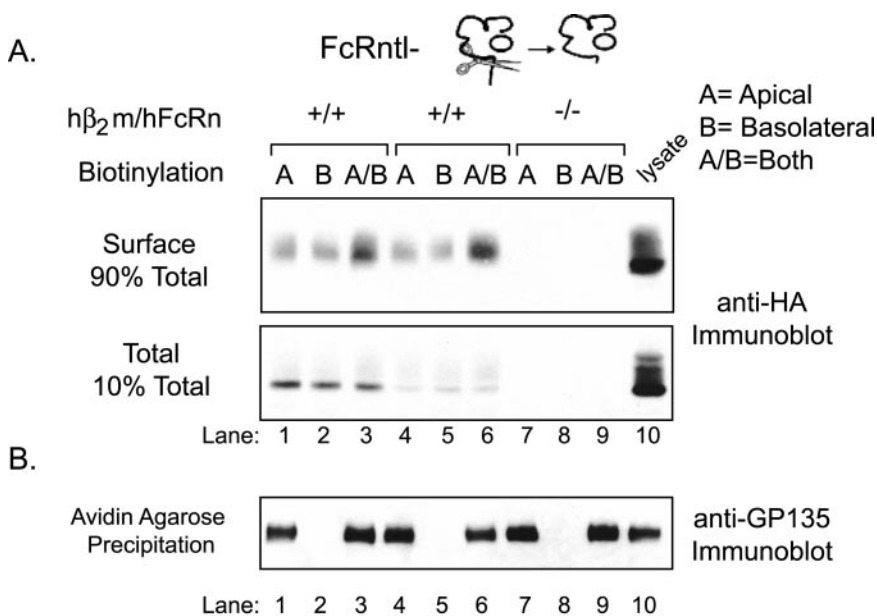 A.
FcRntl-
hβ2m/hFcRn +/+ +/+ -/-
A= Apical
B= Basolateral
A/B=Both
Biotinylation A B A/B A B A/B A B A/B lysate
Surface
90% Total
anti-HA
Immunoblot
Total
10% Total
Lane: 1 2 3 4 5 6 7 8 9 10
B.
Avidin Agarose
Precipitation
anti-GP135
Immunoblot
Lane: 1 2 3 4 5 6 7 8 9 10